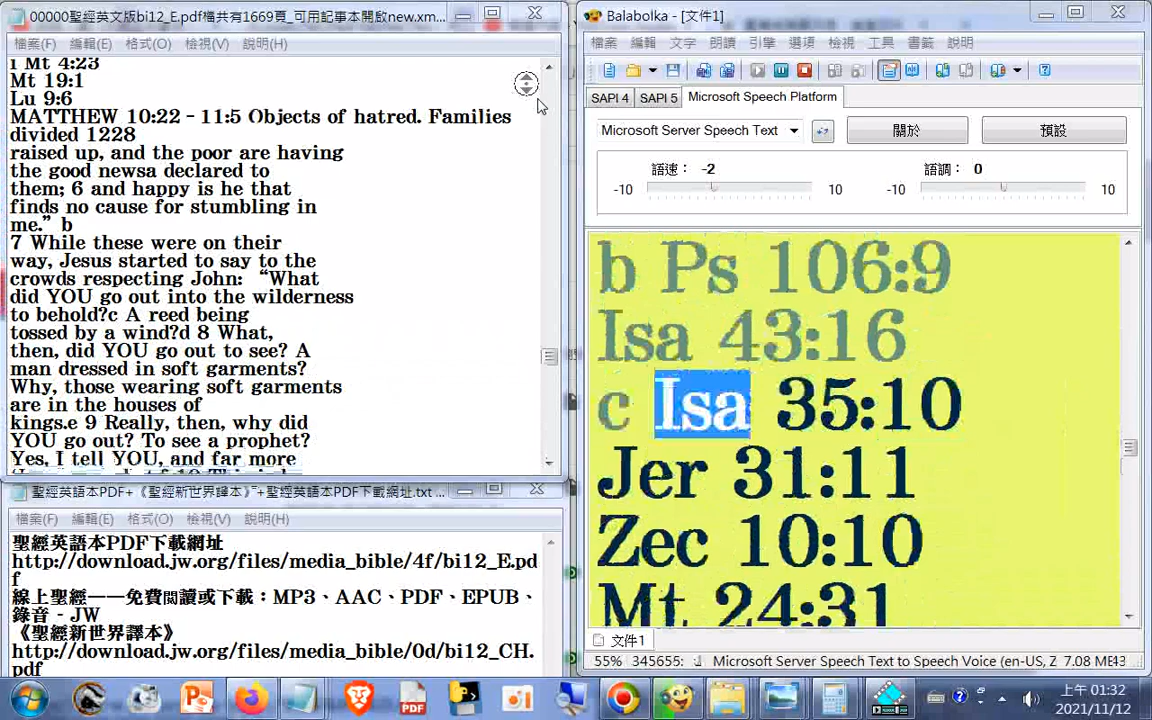 00000聖經英文版bi12_E.pdf檔共有1669頁_可用記事本開啟new.xm...
檔案(F) 編輯(E) 格式(O) 檢視(V) 說明(H)
i Mt 4:23
Mt 19:1
Lu 9:6
MATTHEW 10:22 - 11:5 Objects of hatred. Families
divided 1228
raised up, and the poor are having
the good newsa declared to
them; 6 and happy is he that
finds no cause for stumbling in
me.” b
7 While these were on their
way, Jesus started to say to the
crowds respecting John: “What
did YOU go out into the wilderness
to behold?c A reed being
tossed by a wind?d 8 What,
then, did YOU go out to see? A
man dressed in soft garments?
Why, those wearing soft garments
are in the houses of
kings.e 9 Really, then, why did
YOU go out? To see a prophet?
Yes, I tell YOU, and far more
聖經英語本PDF+《聖經新世界譯本》"+聖經英語本PDF下載網址.txt ...
檔案(F) 編輯(E) 格式(O) 檢視(V) 說明(H)
聖經英語本PDF下載網址
http://download.jw.org/files/media_bible/4f/bi12_E.pd
f
線上聖經——免費閱讀或下載：MP3、AAC、PDF、EPUB、
錄音 - JW
《聖經新世界譯本》
http://download.jw.org/files/media_bible/0d/bi12_CH.
pdf
Balabolka - [文件1]
檔案 編輯 文字 朗讀 引擎 選項 檢視 工具 書籤 說明
SAPI 4 SAPI 5 Microsoft Speech Platform
Microsoft Server Speech Text 關於 預設
語速: -2 語調: 0
-10 10 -10 10
b Ps 106:9
Isa 43:16
c Isa 35:10
Jer 31:11
Zec 10:10
Mt 24:31
文件1
55% 345655: Microsoft Server Speech Text to Speech Voice (en-US, Z 7.08 ME43
上午 01:32
2021/11/12